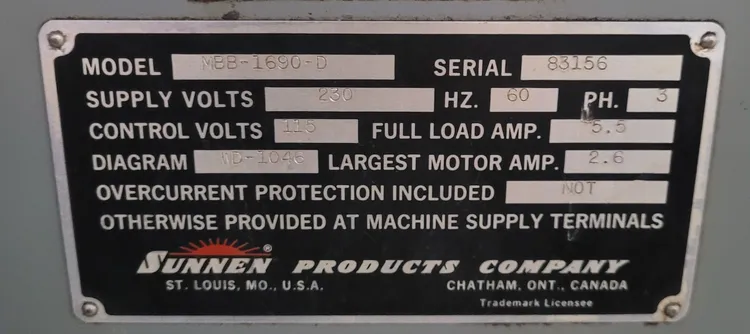 MODEL MBB-1690-D SERIAL 83156
SUPPLY VOLTS 230 HZ. 60 PH. 3
CONTROL VOLTS 115 FULL LOAD AMP. 5.5
DIAGRAM WD-1046 LARGEST MOTOR AMP. 2.6
OVERCURRENT PROTECTION INCLUDED NOT
OTHERWISE PROVIDED AT MACHINE SUPPLY TERMINALS
SUNNEN® PRODUCTS COMPANY
ST. LOUIS, MO., U.S.A. CHATHAM, ONT., CANADA
Trademark Licensee